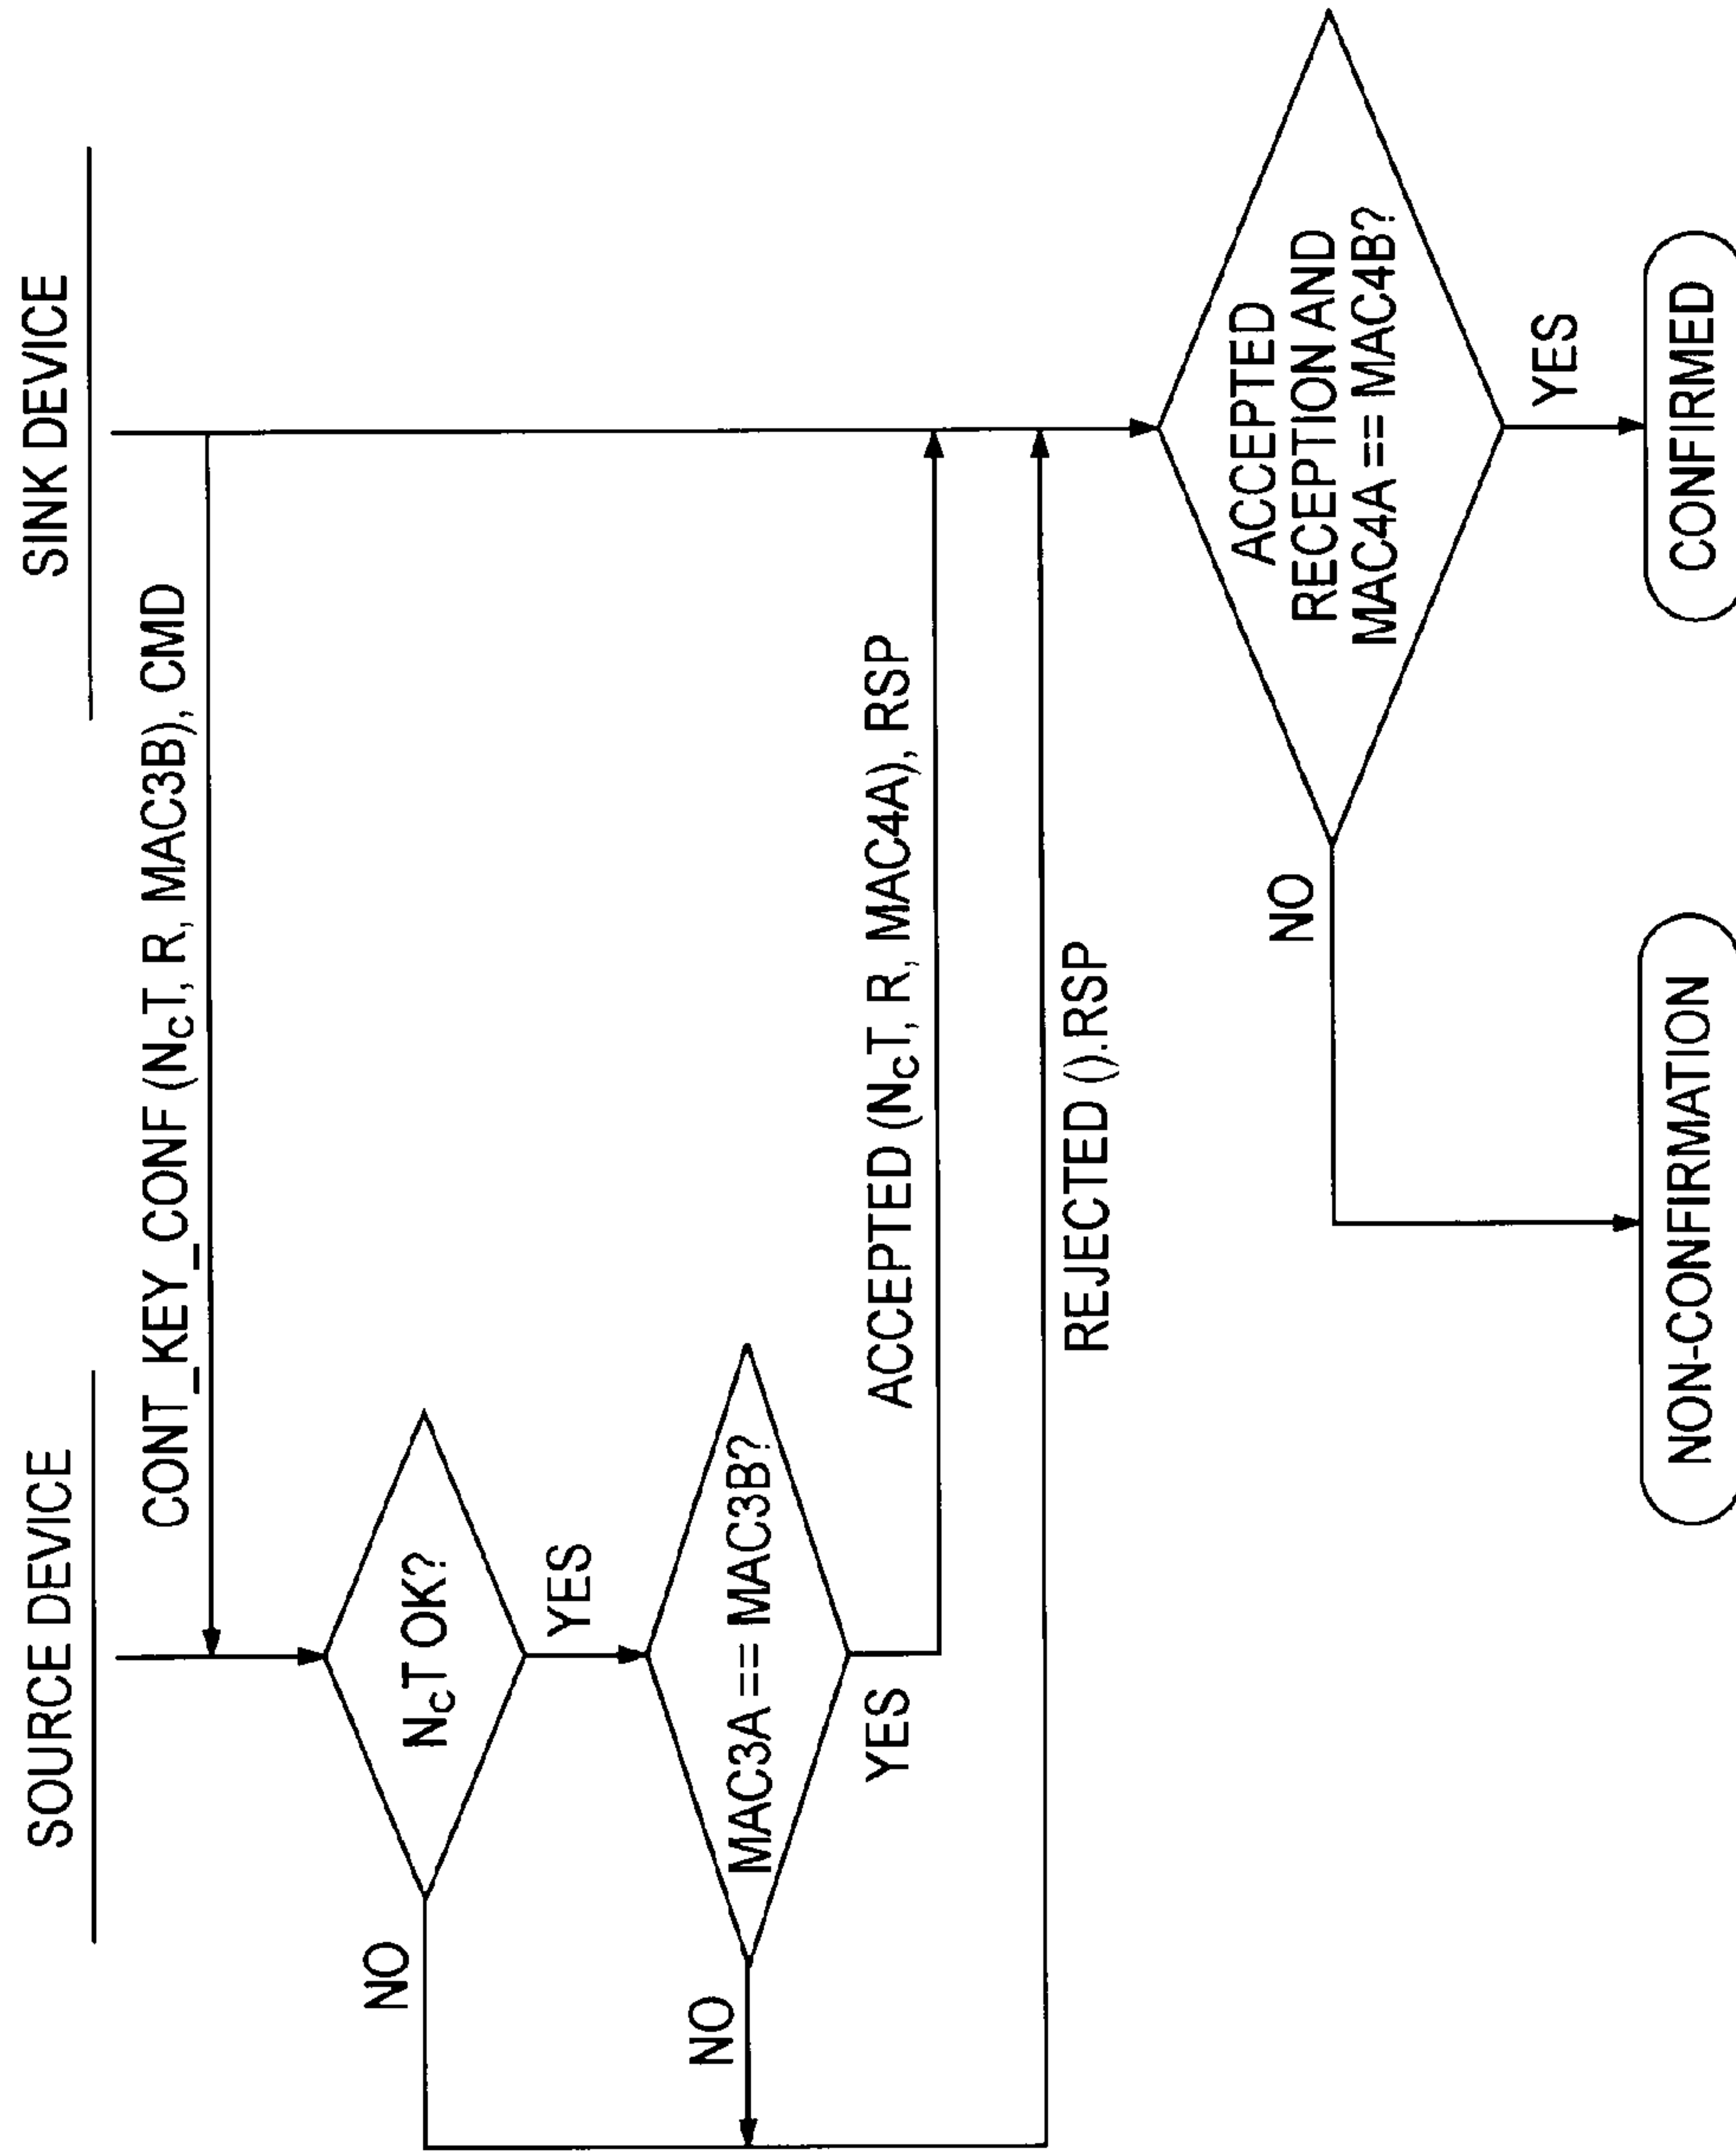 SOURCE DEVICE
SINK DEVICE
CONT_KEY_CONF (NcT, R, MAC3B), CMD
NcT OK?
NO
YES
MAC3A == MAC3B?
NO
YES
ACCEPTED (NcT, R, MAC4A), RSP
REJECTED ().RSP
ACCEPTED
RECEPTION AND
MAC4A == MAC4B?
NO
YES
NON-CONFIRMATION
CONFIRMED